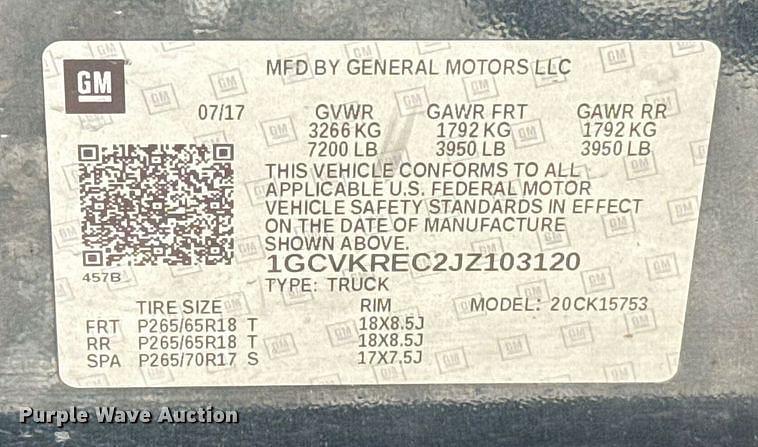 GM
MFD BY GENERAL MOTORS LLC
07/17 GVWR GAWR FRT GAWR RR
3266 KG 1792 KG 1792 KG
7200 LB 3950 LB 3950 LB
THIS VEHICLE CONFORMS TO ALL
APPLICABLE U.S. FEDERAL MOTOR
VEHICLE SAFETY STANDARDS IN EFFECT
ON THE DATE OF MANUFACTURE
SHOWN ABOVE.
457B
1GCVKREC2JZ103120
TYPE: TRUCK
TIRE SIZE RIM MODEL: 20CK15753
FRT P265/65R18 T 18X8.5J
RR P265/65R18 T 18X8.5J
SPA P265/70R17 S 17X7.5J
Purple Wave Auction